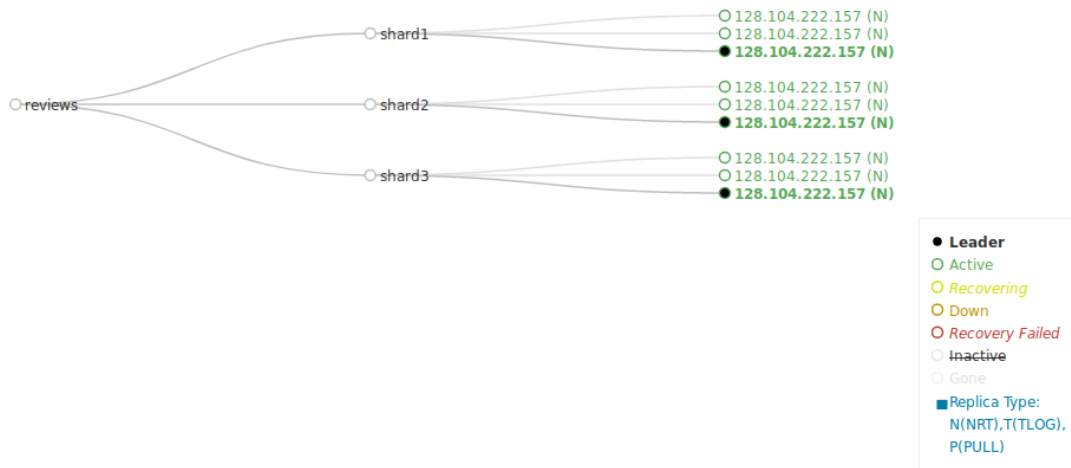 128.104.222.157 (N)
shard1
128.104.222.157 (N)
128.104.222.157 (N)
128.104.222.157 (N)
reviews
shard2
128.104.222.157 (N)
128.104.222.157 (N)
128.104.222.157 (N)
shard3
128.104.222.157 (N)
128.104.222.157 (N)
Leader
Active
Recovering
Down
Recovery Failed
Inactive
Gone
Replica Type:
N(NRT),T(TLOG),
P(PULL)